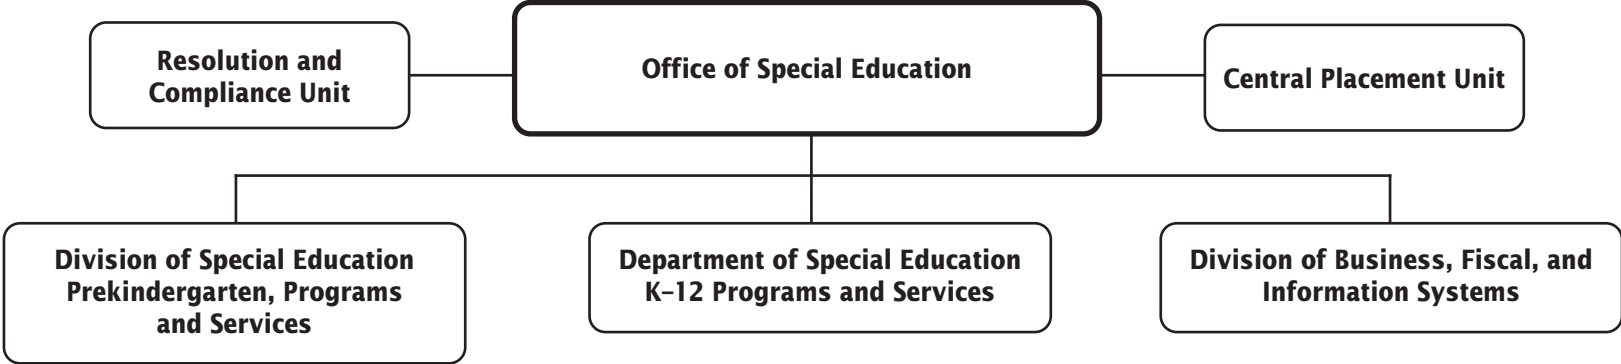 Resolution and
Compliance Unit
Office of Special Education
Central Placement Unit
Division of Special Education
Prekindergarten, Programs
and Services
Department of Special Education
K–12 Programs and Services
Division of Business, Fiscal, and
Information Systems